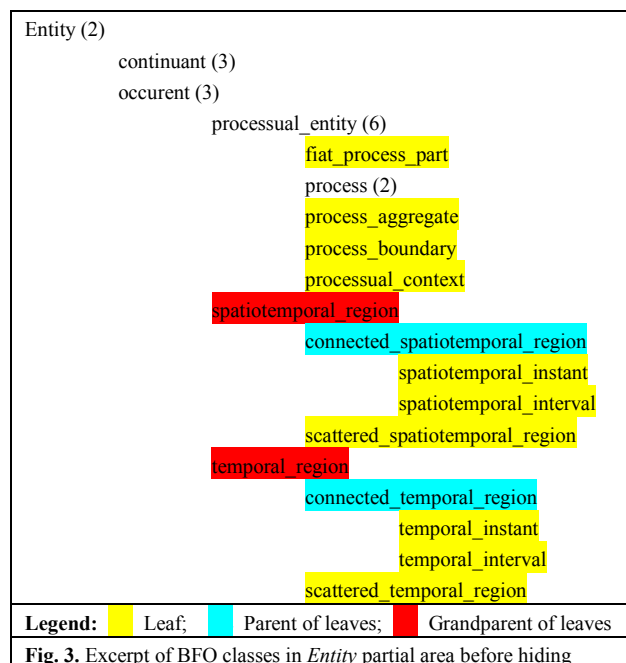 Entity (2)
continuant (3)
occurent (3)
processual_entity (6)
fiat_process_part
process (2)
process_aggregate
process_boundary
processual_context
spatiotemporal_region
connected_spatiotemporal_region
spatiotemporal_instant
spatiotemporal_interval
scattered_spatiotemporal_region
temporal_region
connected_temporal_region
temporal_instant
temporal_interval
scattered_temporal_region
Legend: Leaf; Parent of leaves; Grandparent of leaves
Fig. 3. Excerpt of BFO classes in Entity partial area before hiding